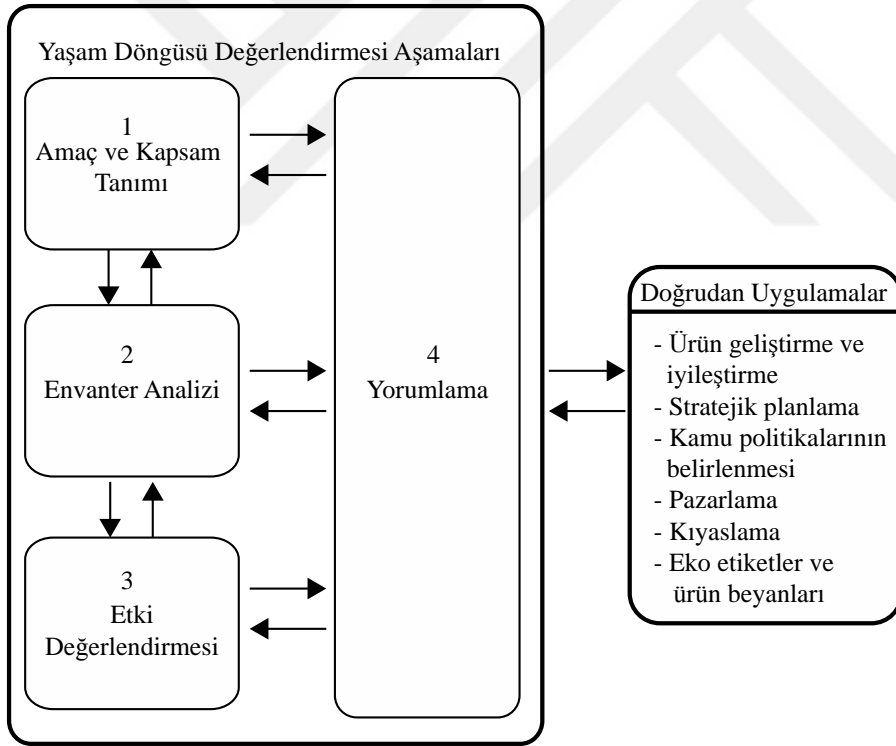 Yaşam Döngüsü Değerlendirmesi Aşamaları
1
Amaç ve Kapsam
Tanımı
2
Envanter Analizi
3
Etki
Değerlendirmesi
4
Yorumlama
Doğrudan Uygulamalar
- Ürün geliştirme ve
iyileştirme
- Stratejik planlama
- Kamu politikalarının
belirlenmesi
- Pazarlama
- Kıyaslama
- Eko etiketler ve
ürün beyanları